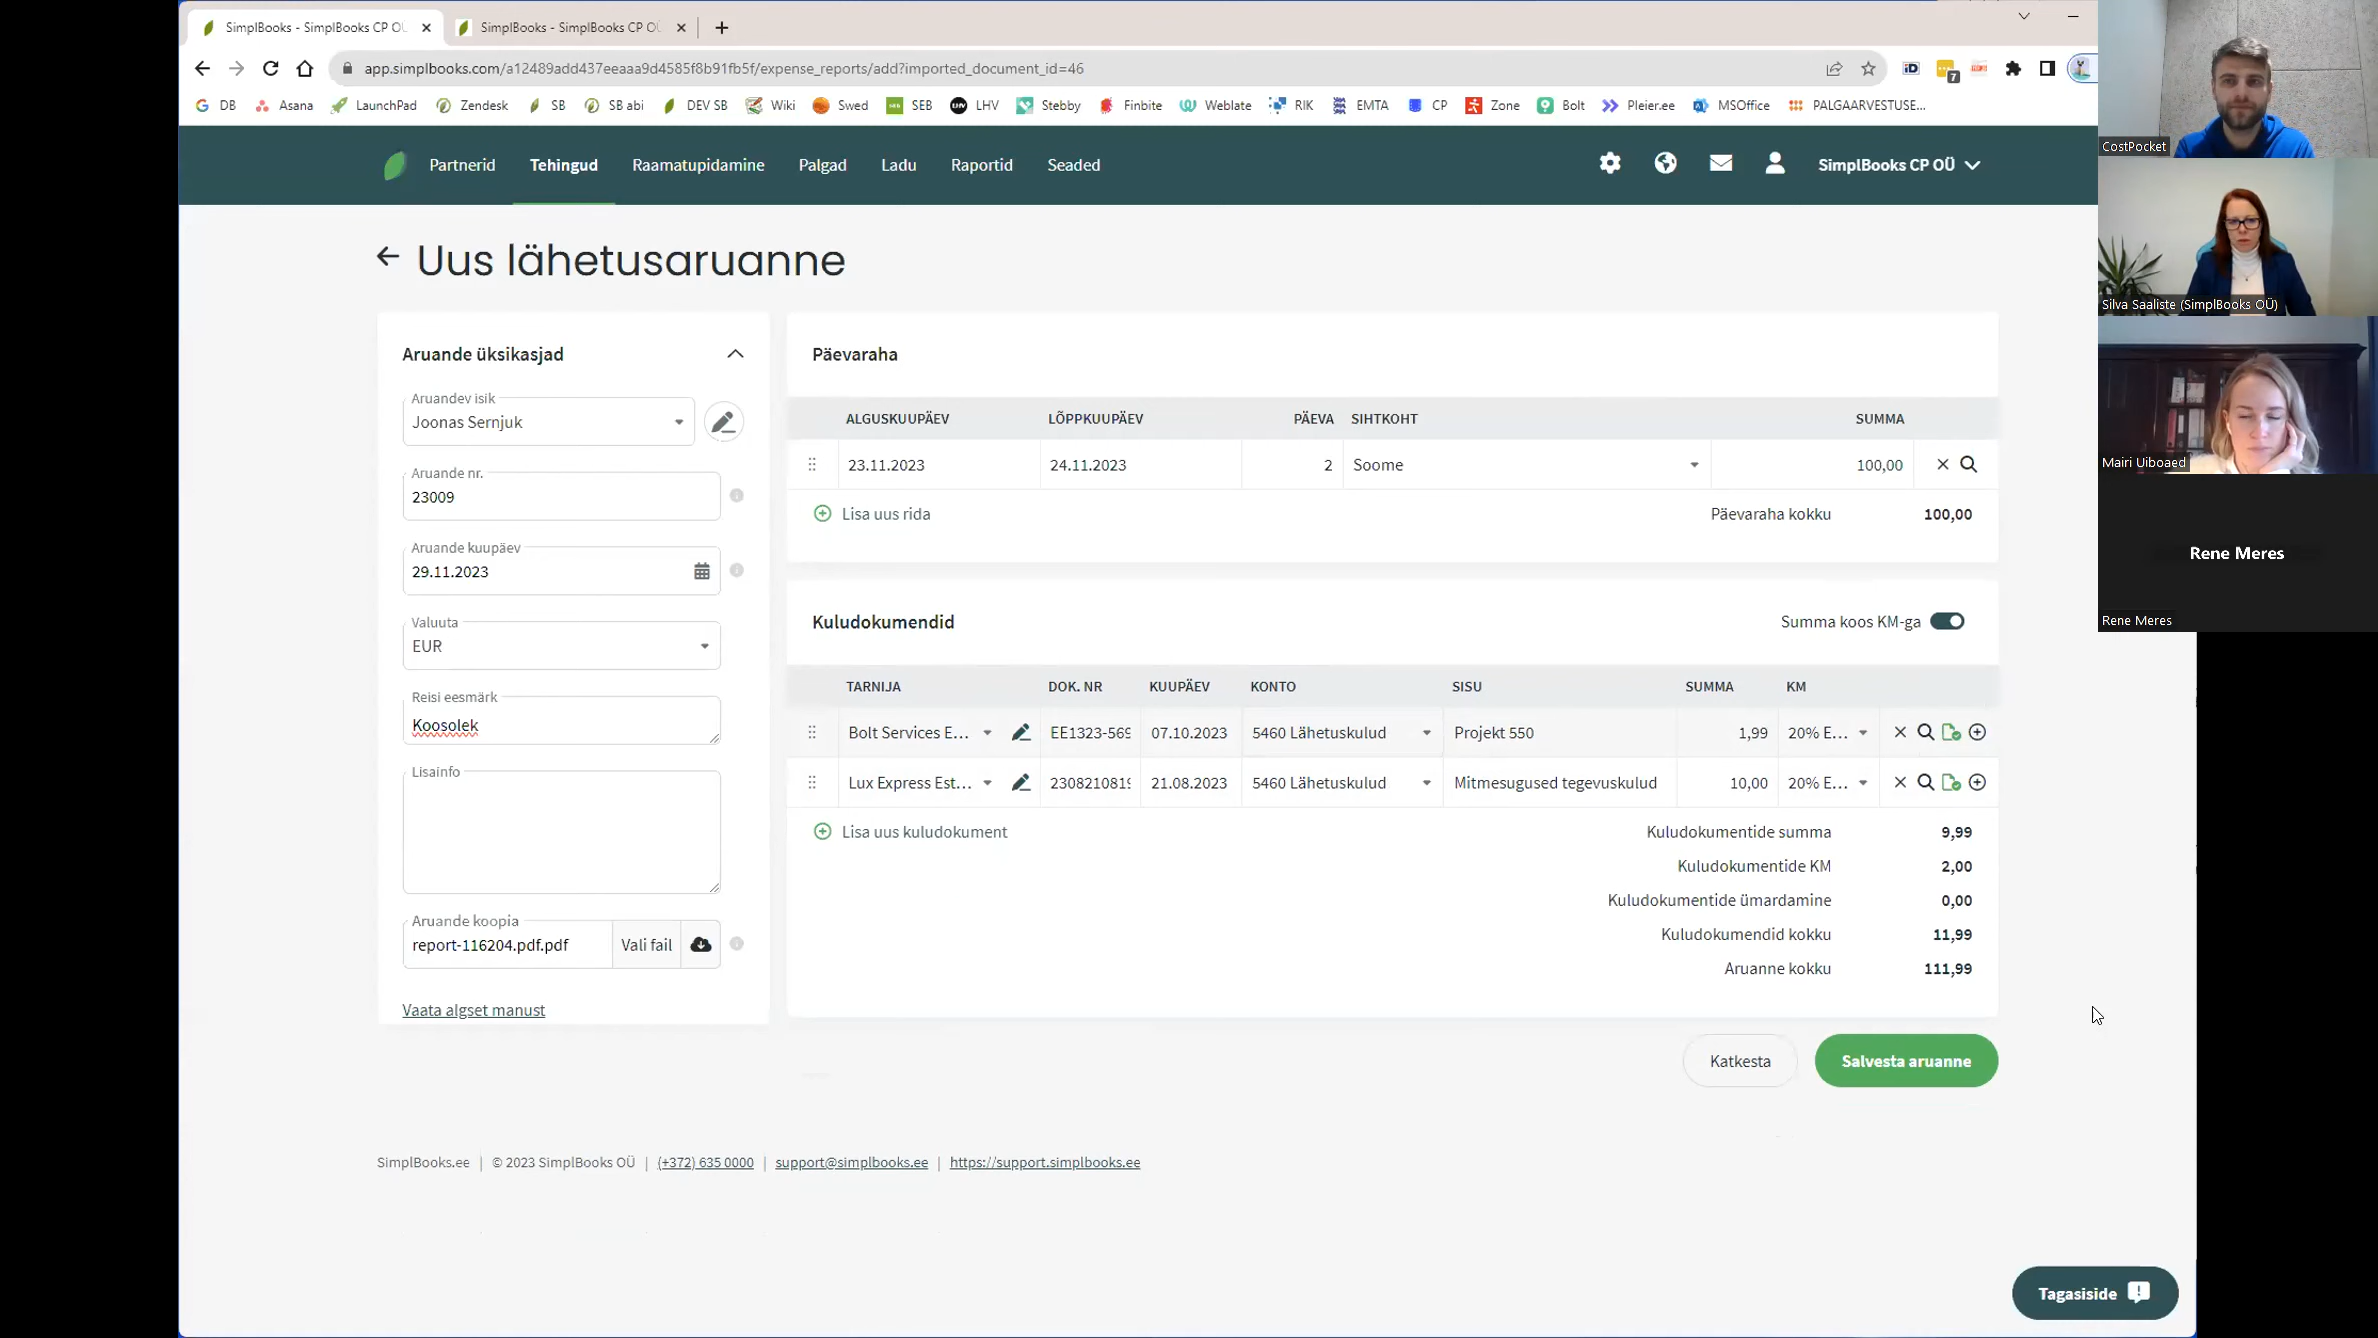 SimplBooks - SimplBooks CP OÜ
SimplBooks - SimplBooks CP OÜ
app.simplbooks.com/a12489add437eeaaa9d4585f8b91fb5f/expense_reports/add?imported_document_id=46
7
DB Asana LaunchPad Zendesk SB SB abi DEV SB Wiki Swed SEB LHV Stebby Finbite Weblate RIK EMTA CP Zone Bolt Pleier.ee MSOffice PALGAARVESTUSE...
Partnerid Tehingud Raamatupidamine Palgad Ladu Raportid Seaded SimplBooks CP OÜ
Uus lähetusaruanne
Aruande üksikasjad
Aruandev isik
Joonas Sernjuk
Aruande nr.
23009
Aruande kuupäev
29.11.2023
Valuuta
EUR
Reisi eesmärk
Koosolek
Lisainfo
Aruande koopia
report-116204.pdf.pdf Vali fail
Vaata algset manust
Päevaraha
ALGUSKUUPÄEV LÕPPKUUPÄEV PÄEVA SIHTKOHT SUMMA
23.11.2023 24.11.2023 2 Soome 100,00
Lisa uus rida Päevaraha kokku 100,00
Kuludokumendid Summa koos KM-ga
TARNIJA DOK. NR KUUPÄEV KONTO SISU SUMMA KM
Bolt Services E... EE1323-569 07.10.2023 5460 Lähetuskulud Projekt 550 1,99 20% E...
Lux Express Est... 2308210819 21.08.2023 5460 Lähetuskulud Mitmesugused tegevuskulud 10,00 20% E...
Lisa uus kuludokument Kuludokumentide summa 9,99
Kuludokumentide KM 2,00
Kuludokumentide ümardamine 0,00
Kuludokumendid kokku 11,99
Aruanne kokku 111,99
Katkesta Salvesta aruanne
SimplBooks.ee | © 2023 SimplBooks OÜ | (+372) 635 0000 | support@simplbooks.ee | https://support.simplbooks.ee
Tagasiside
CostPocket
Silva Saaliste (SimplBooks OÜ)
Mairi Uiboaed
Rene Meres
Rene Meres